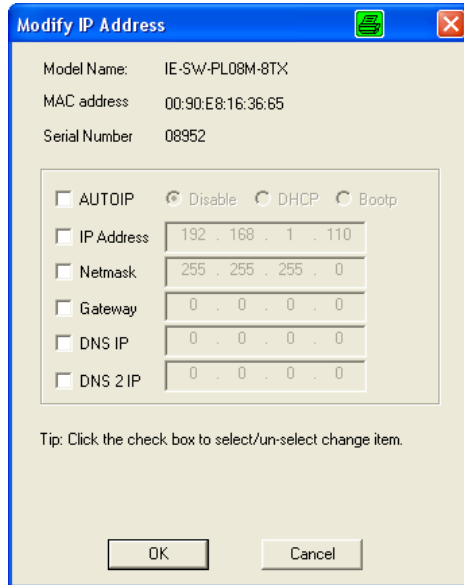 Modify IP Address
Model Name: IE-SW-PL08M-8TX
MAC address 00:90:E8:16:36:65
Serial Number 08952
AUTOIP Disable DHCP Bootp
IP Address 192 . 168 . 1 . 110
Netmask 255 . 255 . 255 . 0
Gateway 0 . 0 . 0 . 0
DNS IP 0 . 0 . 0 . 0
DNS 2 IP 0 . 0 . 0 . 0
Tip: Click the check box to select/un-select change item.
OK Cancel